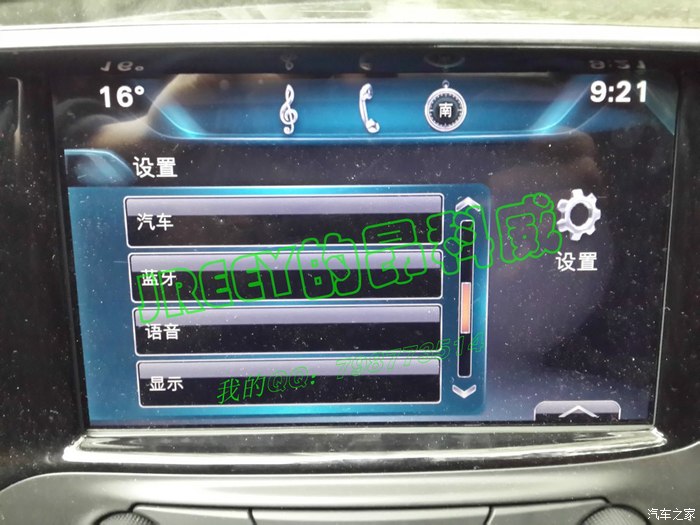 16° 9:21
南
设置
汽车
设置
蓝牙
JREEY的昂科威
语音
显示
我的QQ:
汽车之家